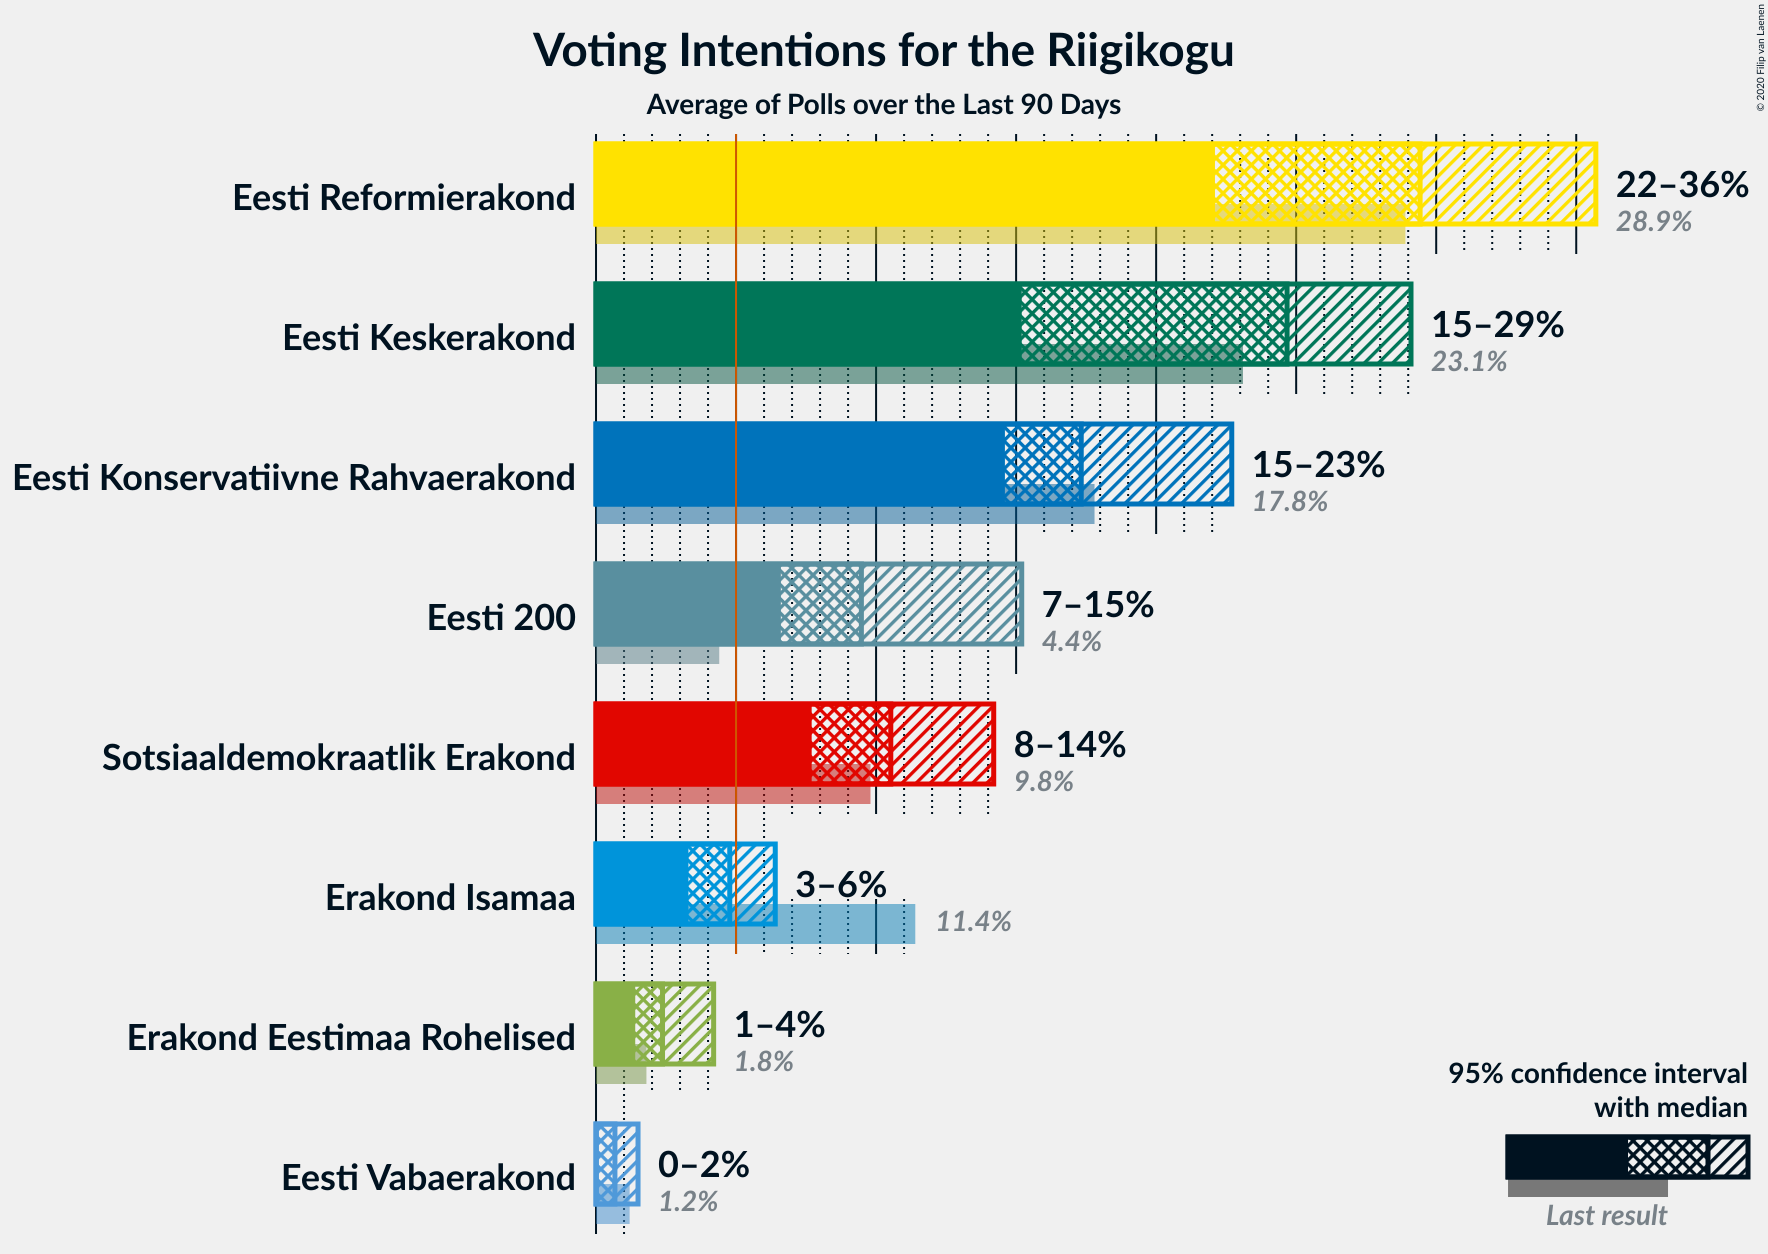 Voting Intentions for the Riigikogu
Average of Polls over the Last 90 Days
© 2020 Filip van Laenen
Eesti Reformierakond
22–36%
28.9%
Eesti Keskerakond
15–29%
23.1%
Eesti Konservatiivne Rahvaerakond
15–23%
17.8%
Eesti 200
7–15%
4.4%
Sotsiaaldemokraatlik Erakond
8–14%
9.8%
Erakond Isamaa
3–6%
11.4%
Erakond Eestimaa Rohelised
1–4%
1.8%
Eesti Vabaerakond
0–2%
1.2%
95% confidence interval
with median
Last result